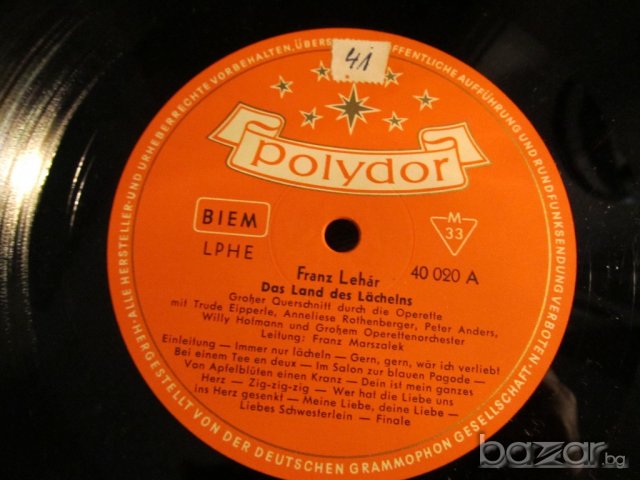 ALLE HERSTELLER-UND URHEBERRECHTE VORBEHALTEN, ÖFFENTLICHE AUFFÜHRUNG UND RUNDFUNKSENDUNG VERBOTEN.
41
polydor
BIEM
LPHE
M
33
40 020 A
Franz Lehár
Das Land des Lächelns
Großer Querschnitt durch die Operette
mit Trude Eipperle, Anneliese Rothenberger, Peter Anders,
Willy Hofmann und Großem Operettenorchester
Leitung: Franz Marszalek
Einleitung — Immer nur lächeln — Gern, gern, wär ich verliebt
Bei einem Tee en deux — Im Salon zur blauen Pagode —
Von Apfelblüten einen Kranz — Dein ist mein ganzes
Herz — Zig-zig-zig — Wer hat die Liebe uns
ins Herz gesenkt — Meine Liebe, deine Liebe —
Liebes Schwesterlein — Finale
HERGESTELLT VON DER DEUTSCHEN GRAMMOPHON GESELLSCHAFT
bazar.bg